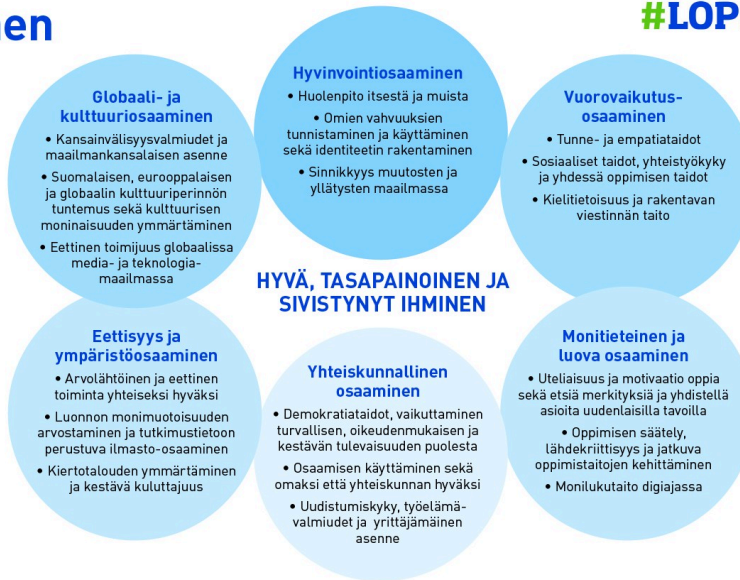 #LOP
Hyvinvointiosaaminen
• Huolenpito itsestä ja muista
• Omien vahvuuksien
tunnistaminen ja käyttäminen
sekä identiteetin rakentaminen
• Sinnikkyys muutosten ja
yllätysten maailmassa
Globaali- ja
kulttuuriosaaminen
• Kansainvälisyysvalmiudet ja
maailmankansalaisen asenne
• Suomalaisen, eurooppalaisen
ja globaalin kulttuuriperinnön
tuntemus sekä kulttuurisen
moninaisuuden ymmärtäminen
• Eettinen toimijuus globaalissa
media- ja teknologia-
maailmassa
Vuorovaikutus-
osaaminen
• Tunne- ja empatiataidot
• Sosiaaliset taidot, yhteistyökyky
ja yhdessä oppimisen taidot
• Kielitietoisuus ja rakentavan
viestinnän taito
HYVÄ, TASAPAINOINEN JA
SIVISTYNYT IHMINEN
Eettisyys ja
ympäristöosaaminen
• Arvolähtöinen ja eettinen
toiminta yhteiseksi hyväksi
• Luonnon monimuotoisuuden
arvostaminen ja tutkimustietoon
perustuva ilmasto-osaaminen
• Kiertotalouden ymmärtäminen
ja kestävä kuluttajuus
Yhteiskunnallinen
osaaminen
• Demokratiataidot, vaikuttaminen
turvallisen, oikeudenmukaisen ja
kestävän tulevaisuuden puolesta
• Osaamisen käyttäminen sekä
omaksi että yhteiskunnan hyväksi
• Uudistumiskyky, työelämä-
valmiudet ja yrittäjämäinen
asenne
Monitieteinen ja
luova osaaminen
• Uteliaisuus ja motivaatio oppia
sekä etsiä merkityksiä ja yhdistellä
asioita uudenlaisilla tavoilla
• Oppimisen säätely,
lähdekriittisyys ja jatkuva
oppimistaitojen kehittäminen
• Monilukutaito digiajassa